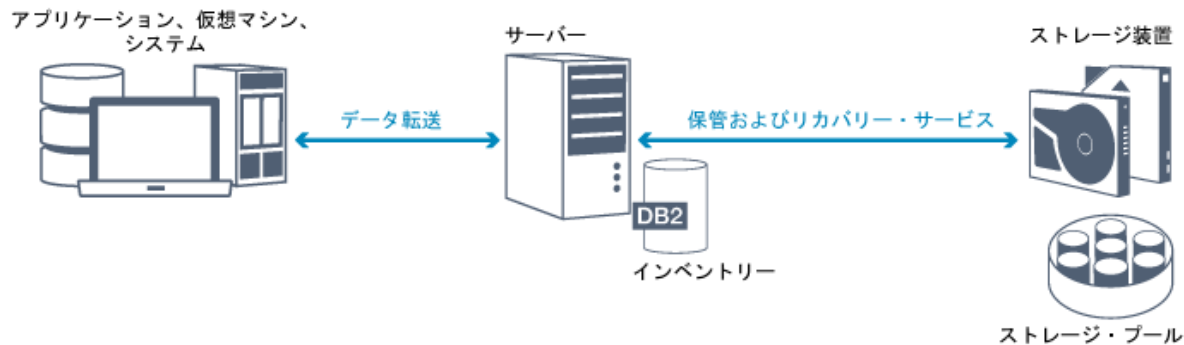 アプリケーション、仮想マシン、
システム
サーバー
ストレージ装置
データ転送
保管およびリカバリー・サービス
DB2
インベントリー
ストレージ・プール